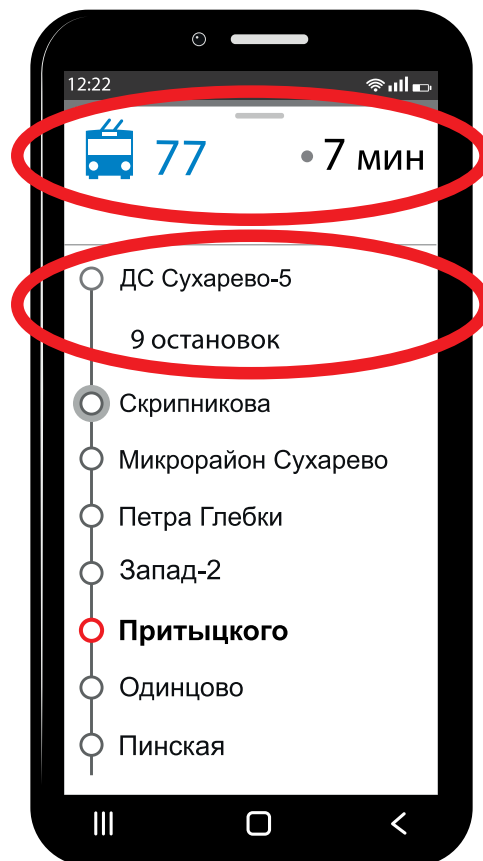 12:22
77 • 7 мин
ДС Сухарево-5
9 остановок
Скрипникова
Микрорайон Сухарево
Петра Глебки
Запад-2
Притыцкого
Одинцово
Пинская